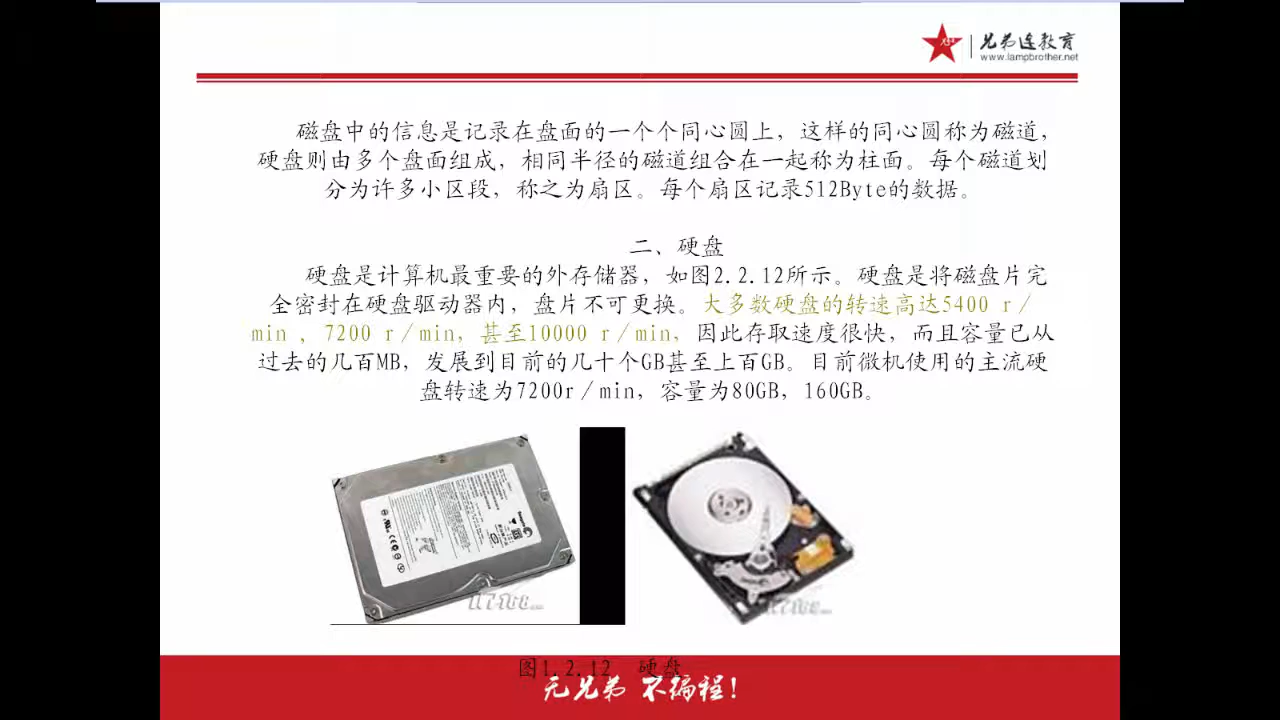 兄弟连教育
www.lampbrother.net
磁盘中的信息是记录在盘面的一个个同心圆上，这样的同心圆称为磁道，
硬盘则由多个盘面组成，相同半径的磁道组合在一起称为柱面。每个磁道划
分为许多小区段，称之为扇区。每个扇区记录512Byte的数据。
二、硬盘
硬盘是计算机最重要的外存储器，如图2.2.12所示。硬盘是将磁盘片完
全密封在硬盘驱动器内，盘片不可更换。大多数硬盘的转速高达5400 r／
min ，7200 r／min，甚至10000 r／min，因此存取速度很快，而且容量已从
过去的几百MB，发展到目前的几十个GB甚至上百GB。目前微机使用的主流硬
盘转速为7200r／min，容量为80GB，160GB。
图1.2.12 硬盘
无兄弟 不编程！